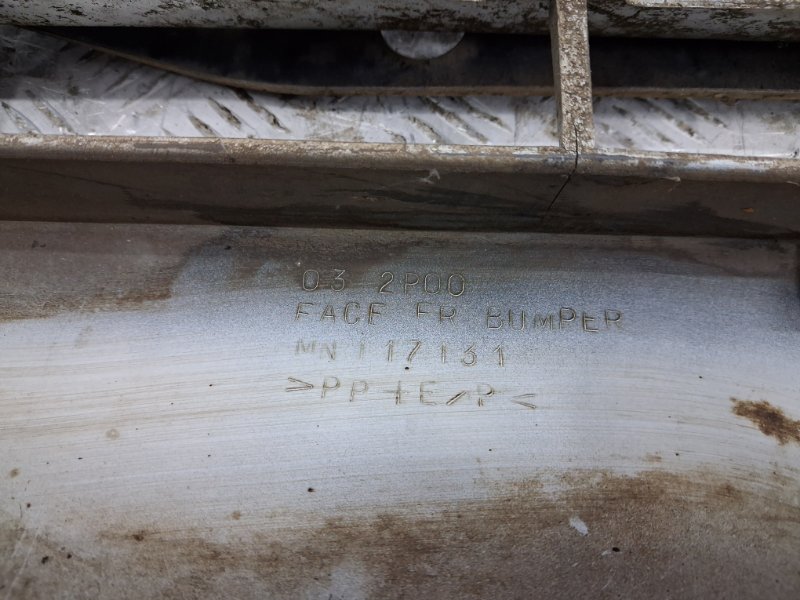 03 2P00
FACE FR BUMPER
MN117131
>PP+E/P<